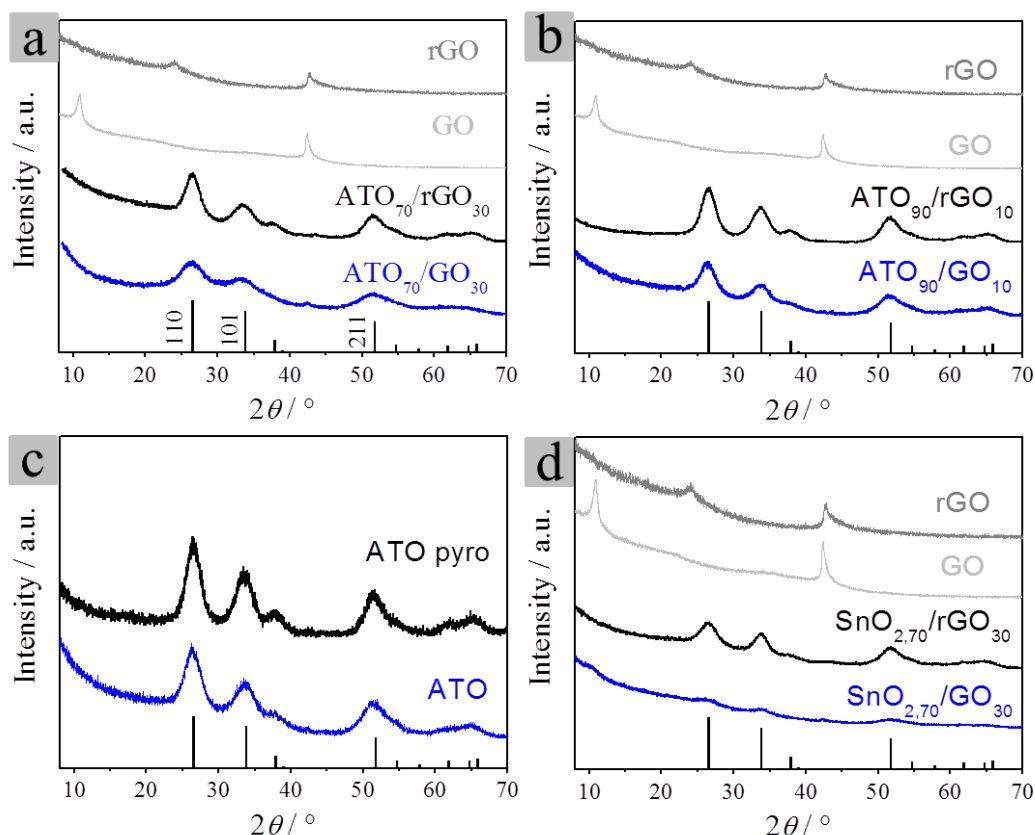 a
rGO
GO
ATO₇₀/rGO₃₀
ATO₇₀/GO₃₀
110
101
211
Intensity / a.u.
10 20 30 40 50 60 70
2θ / °
b
rGO
GO
ATO₉₀/rGO₁₀
ATO₉₀/GO₁₀
Intensity / a.u.
10 20 30 40 50 60 70
2θ / °
c
ATO pyro
ATO
Intensity / a.u.
10 20 30 40 50 60 70
2θ / °
d
rGO
GO
SnO₂,₇₀/rGO₃₀
SnO₂,₇₀/GO₃₀
Intensity / a.u.
10 20 30 40 50 60 70
2θ / °